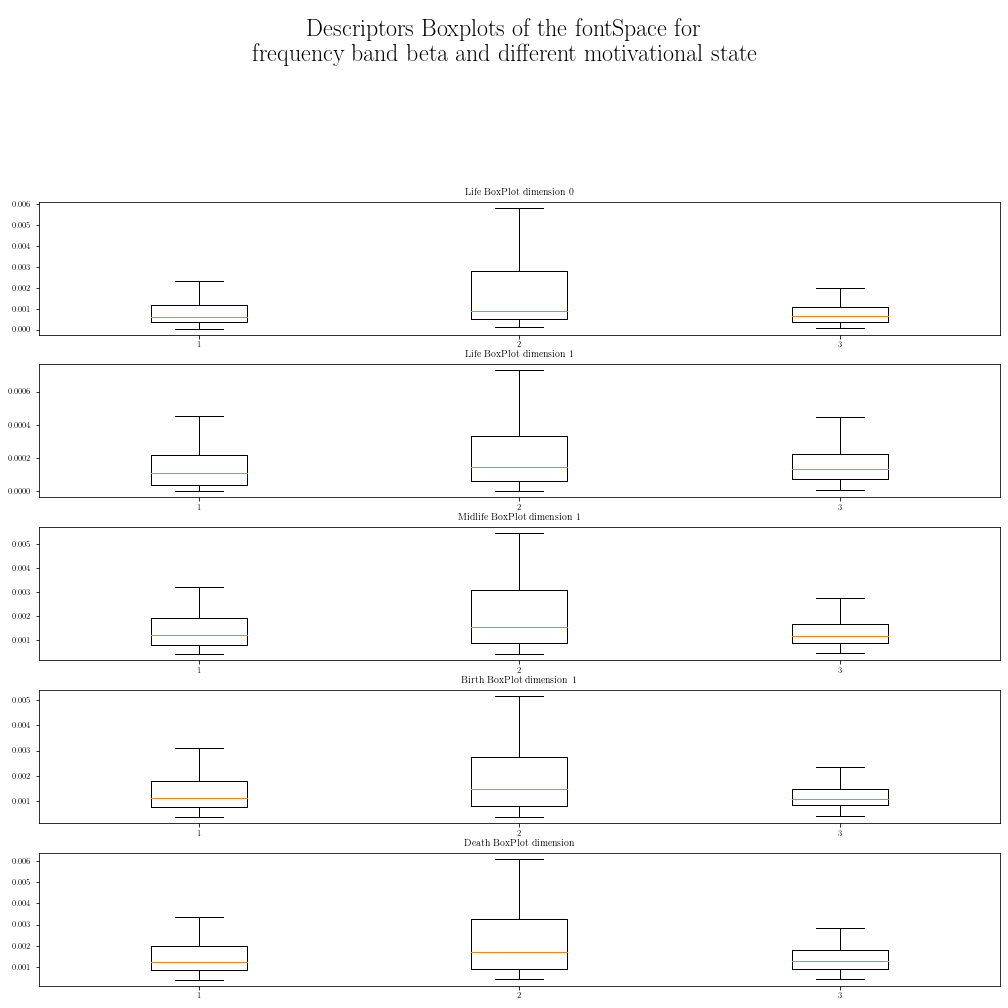 Descriptors Boxplots of the fontSpace for
frequency band beta and different motivational state
Life BoxPlot dimension 0
0.006
0.005
0.004
0.003
0.002
0.001
0.000
1 2 3
Life BoxPlot dimension 1
0.0006
0.0004
0.0002
0.0000
1 2 3
Midlife BoxPlot dimension 1
0.005
0.004
0.003
0.002
0.001
1 2 3
Birth BoxPlot dimension 1
0.005
0.004
0.003
0.002
0.001
1 2 3
Death BoxPlot dimension
0.006
0.005
0.004
0.003
0.002
0.001
1 2 3